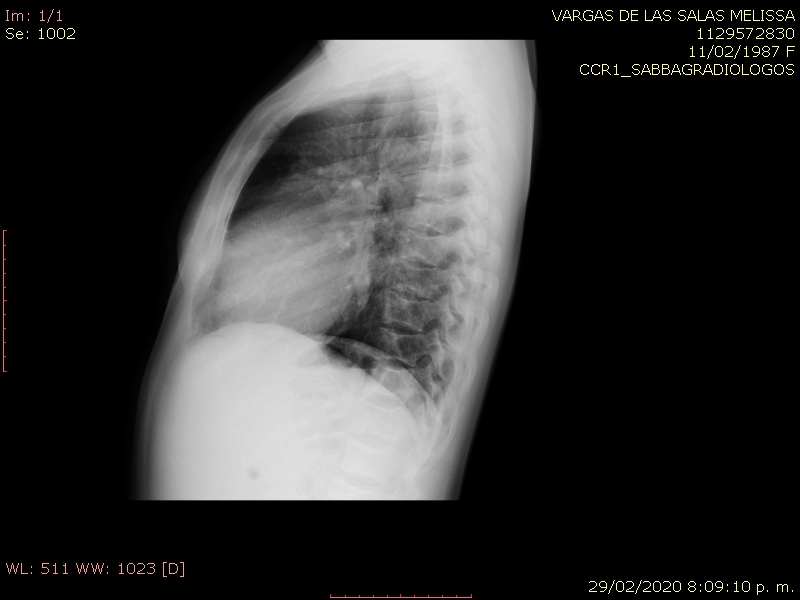 Im: 1/1
Se: 1002
VARGAS DE LAS SALAS MELISSA
1129572830
11/02/1987 F
CCR1_SABBAGRADIOLOGOS
WL: 511 WW: 1023 [D]
29/02/2020 8:09:10 p. m.